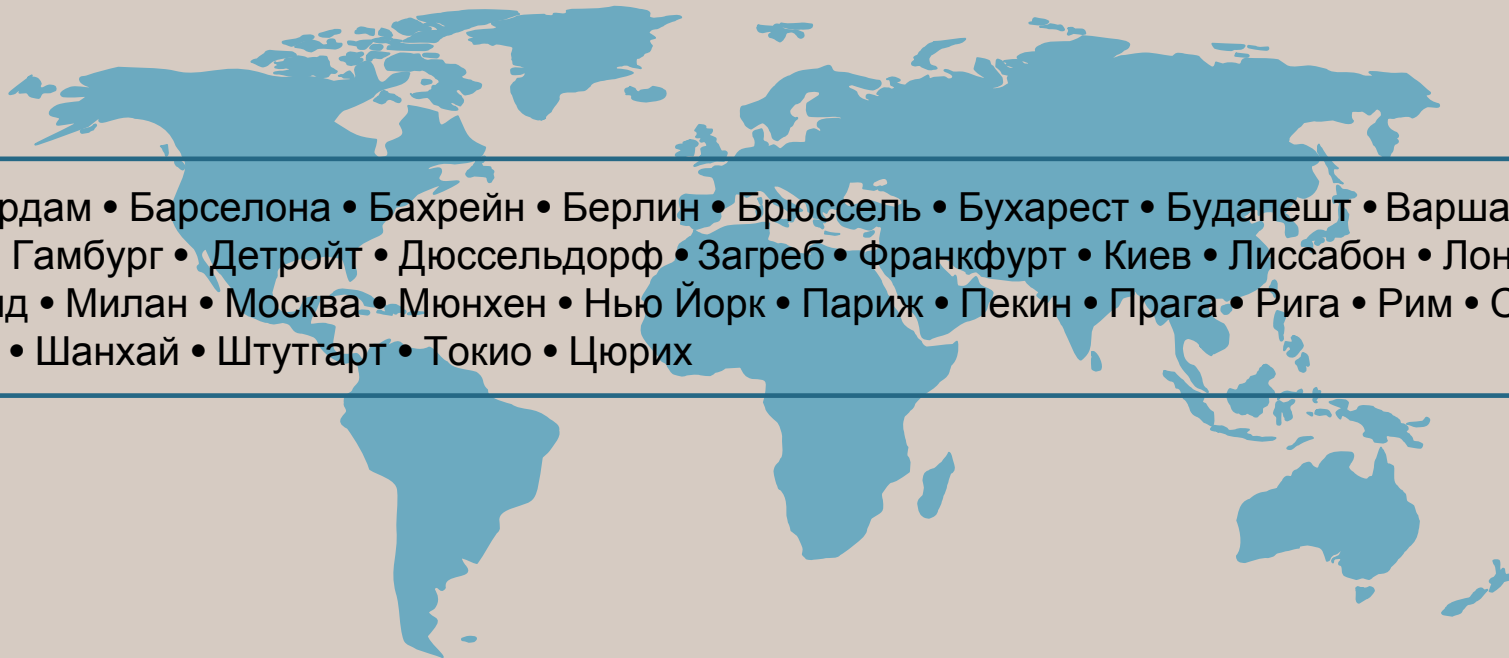 рдам • Барселона • Бахрейн • Берлин • Брюссель • Бухарест • Будапешт • Варша
Гамбург • Детройт • Дюссельдорф • Загреб • Франкфурт • Киев • Лиссабон • Лон
д • Милан • Москва • Мюнхен • Нью Йорк • Париж • Пекин • Прага • Рига • Рим •
• Шанхай • Штутгарт • Токио • Цюрих